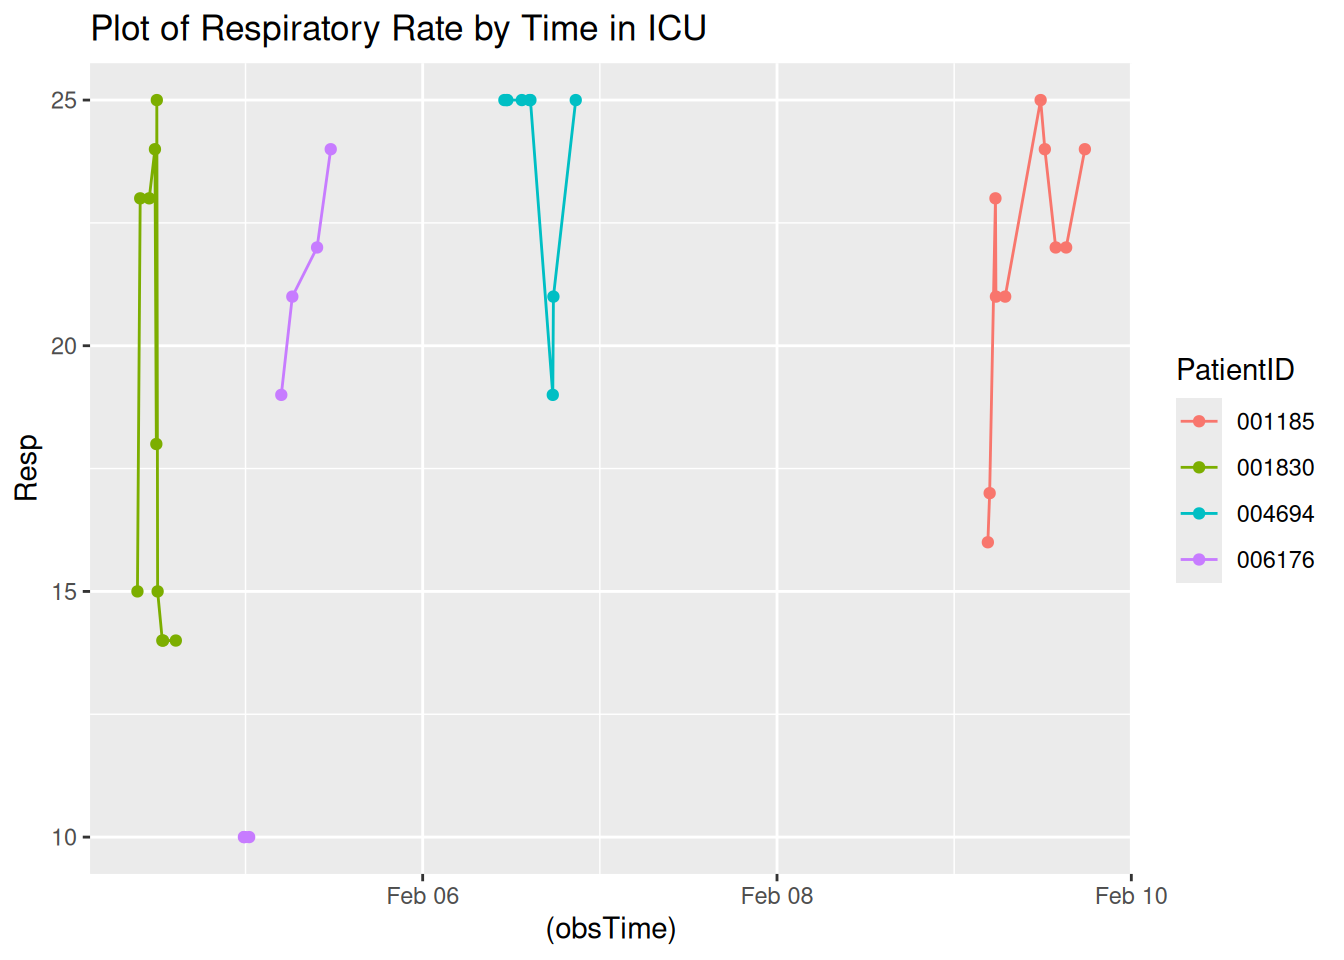 Plot of Respiratory Rate by Time in ICU
25
20
15
10
Resp
Feb 06
Feb 08
Feb 10
(obsTime)
PatientID
001185
001830
004694
006176